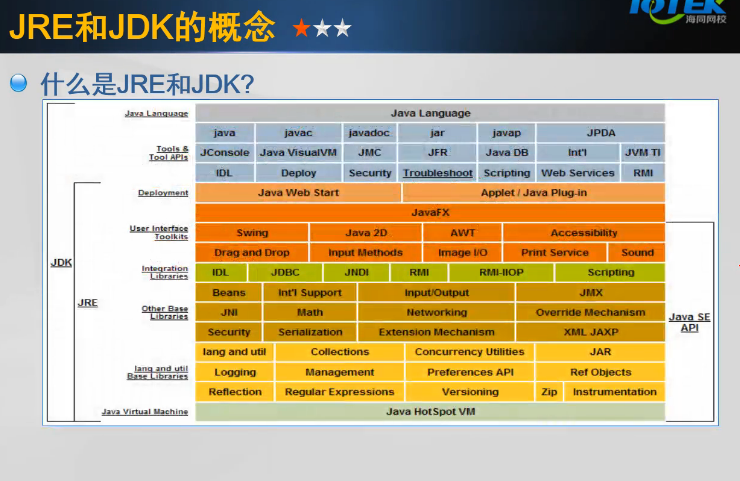 JRE和JDK的概念
IOTEK
海同网校
什么是JRE和JDK?
Java Language Java Language
java javac javadoc jar javap JPDA
Tools & Tool APIs JConsole Java VisualVM JMC JFR Java DB Int'l JVM TI
IDL Deploy Security Troubleshoot Scripting Web Services RMI
Deployment Java Web Start Applet / Java Plug-in
JavaFX
User Interface Toolkits Swing Java 2D AWT Accessibility
Drag and Drop Input Methods Image I/O Print Service Sound
Integration Libraries IDL JDBC JNDI RMI RMI-IIOP Scripting
JDK
JRE
Beans Int'l Support Input/Output JMX
Other Base Libraries JNI Math Networking Override Mechanism
Security Serialization Extension Mechanism XML JAXP
Java SE API
lang and util Collections Concurrency Utilities JAR
lang and util Base Libraries Logging Management Preferences API Ref Objects
Reflection Regular Expressions Versioning Zip Instrumentation
Java Virtual Machine Java HotSpot VM